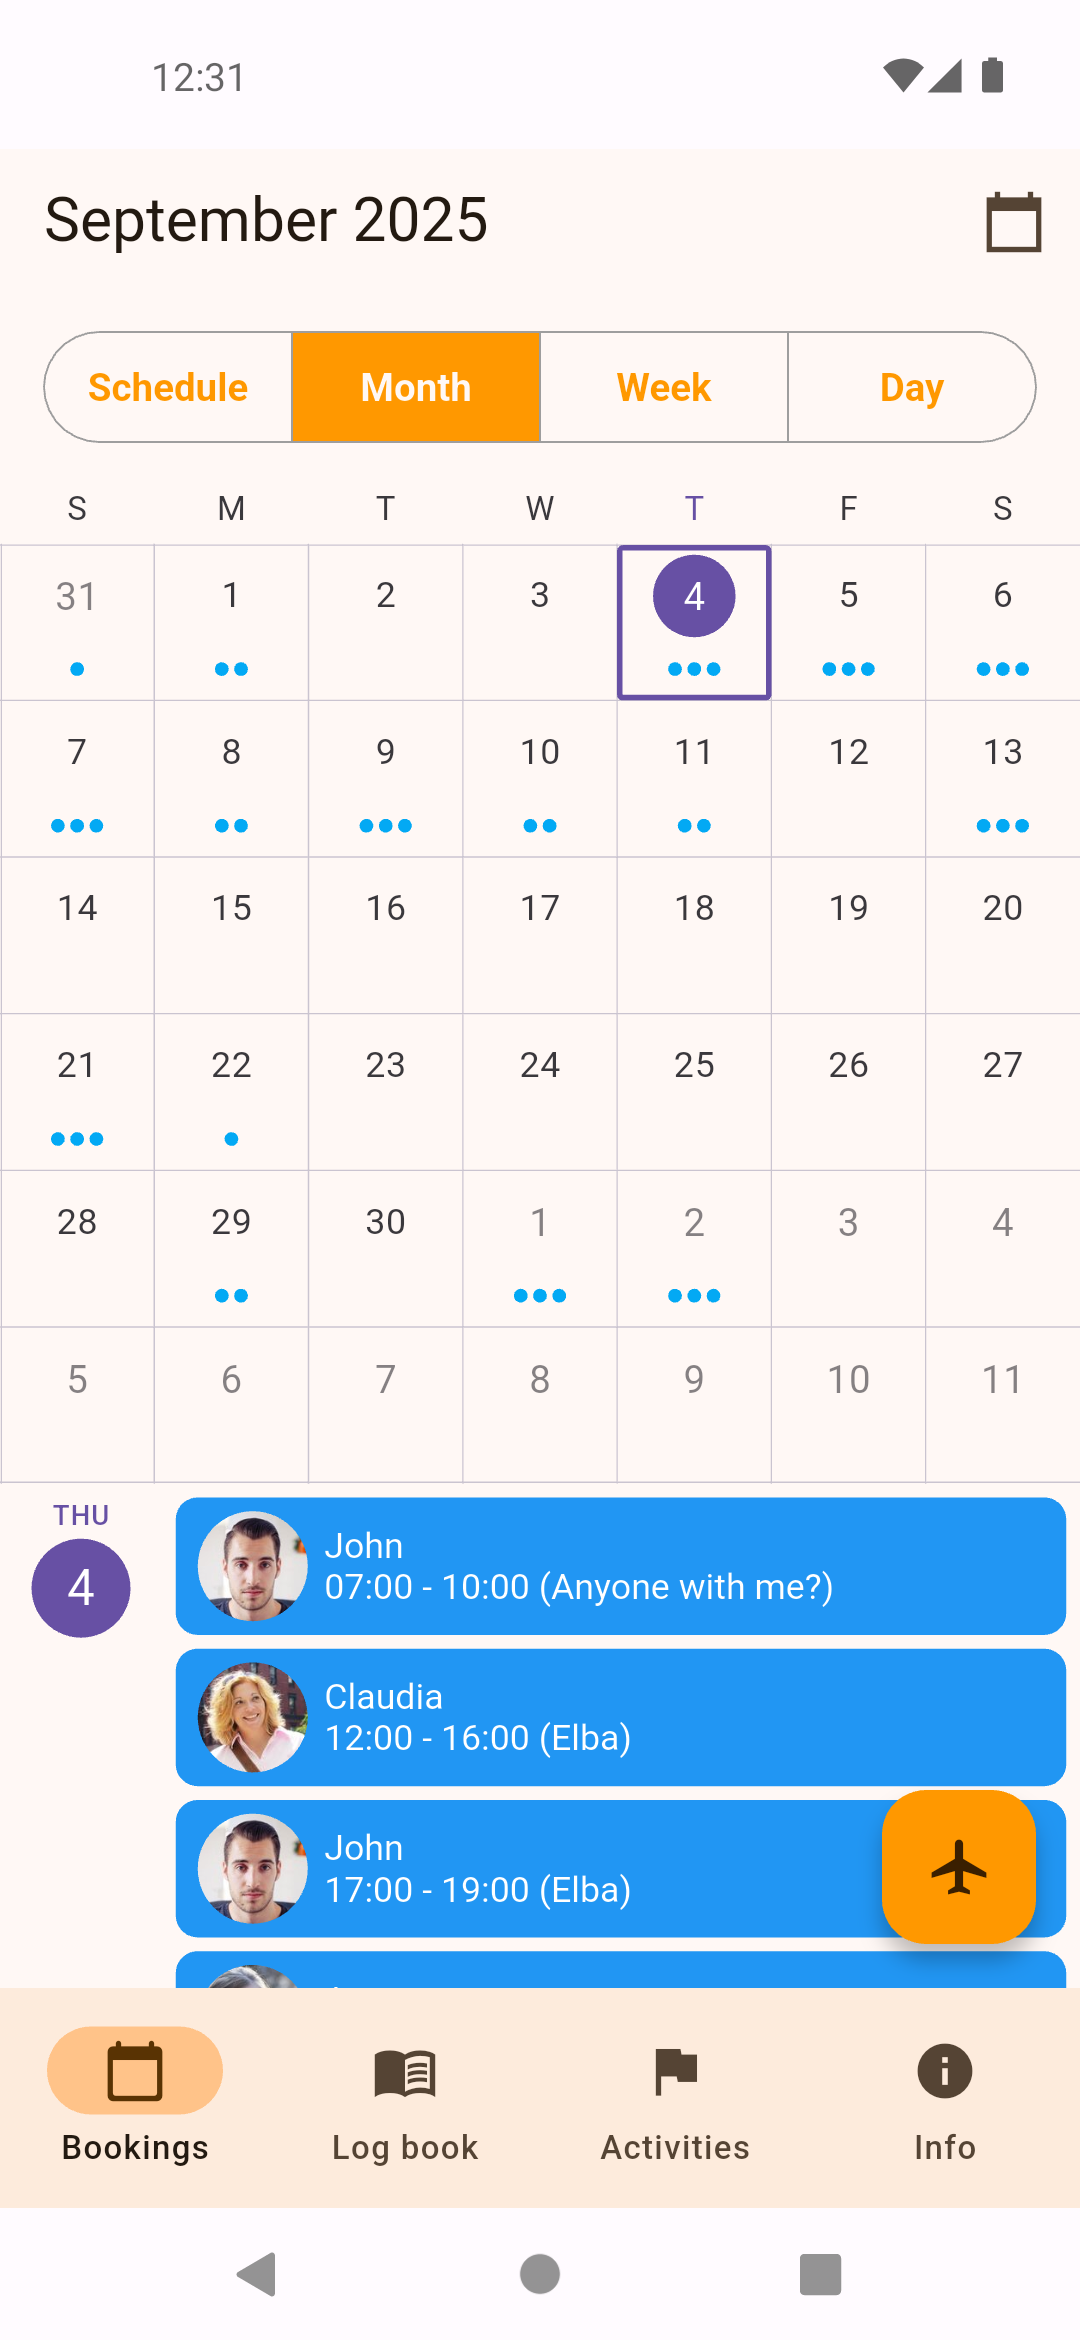 12:31
September 2025
Schedule Month Week Day
S M T W T F S
31 1 2 3 4 5 6
7 8 9 10 11 12 13
14 15 16 17 18 19 20
21 22 23 24 25 26 27
28 29 30 1 2 3 4
5 6 7 8 9 10 11
THU
4
John
07:00 - 10:00 (Anyone with me?)
Claudia
12:00 - 16:00 (Elba)
John
17:00 - 19:00 (Elba)
Bookings Log book Activities Info